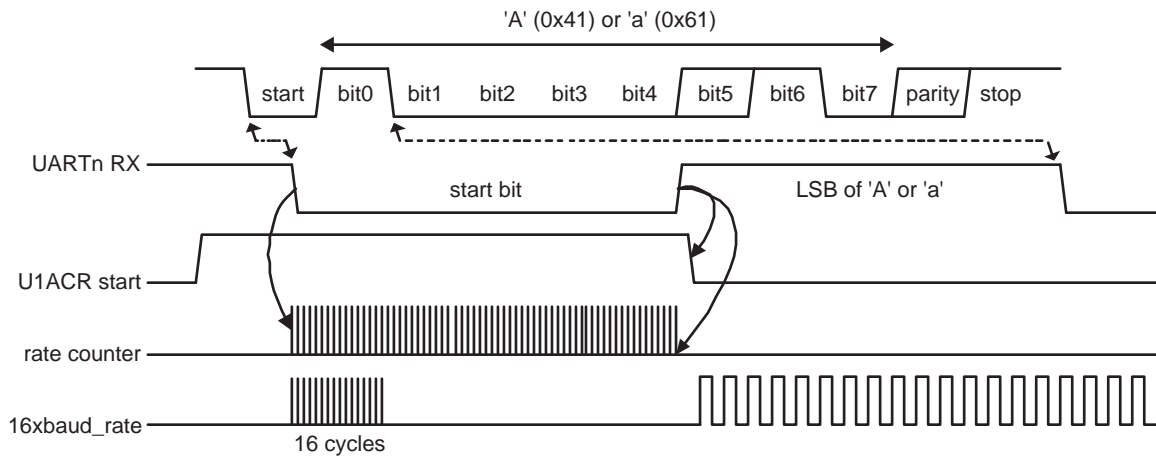 'A' (0x41) or 'a' (0x61)
start bit0 bit1 bit2 bit3 bit4 bit5 bit6 bit7 parity stop
UARTn RX
start bit
LSB of 'A' or 'a'
U1ACR start
rate counter
16xbaud_rate
16 cycles